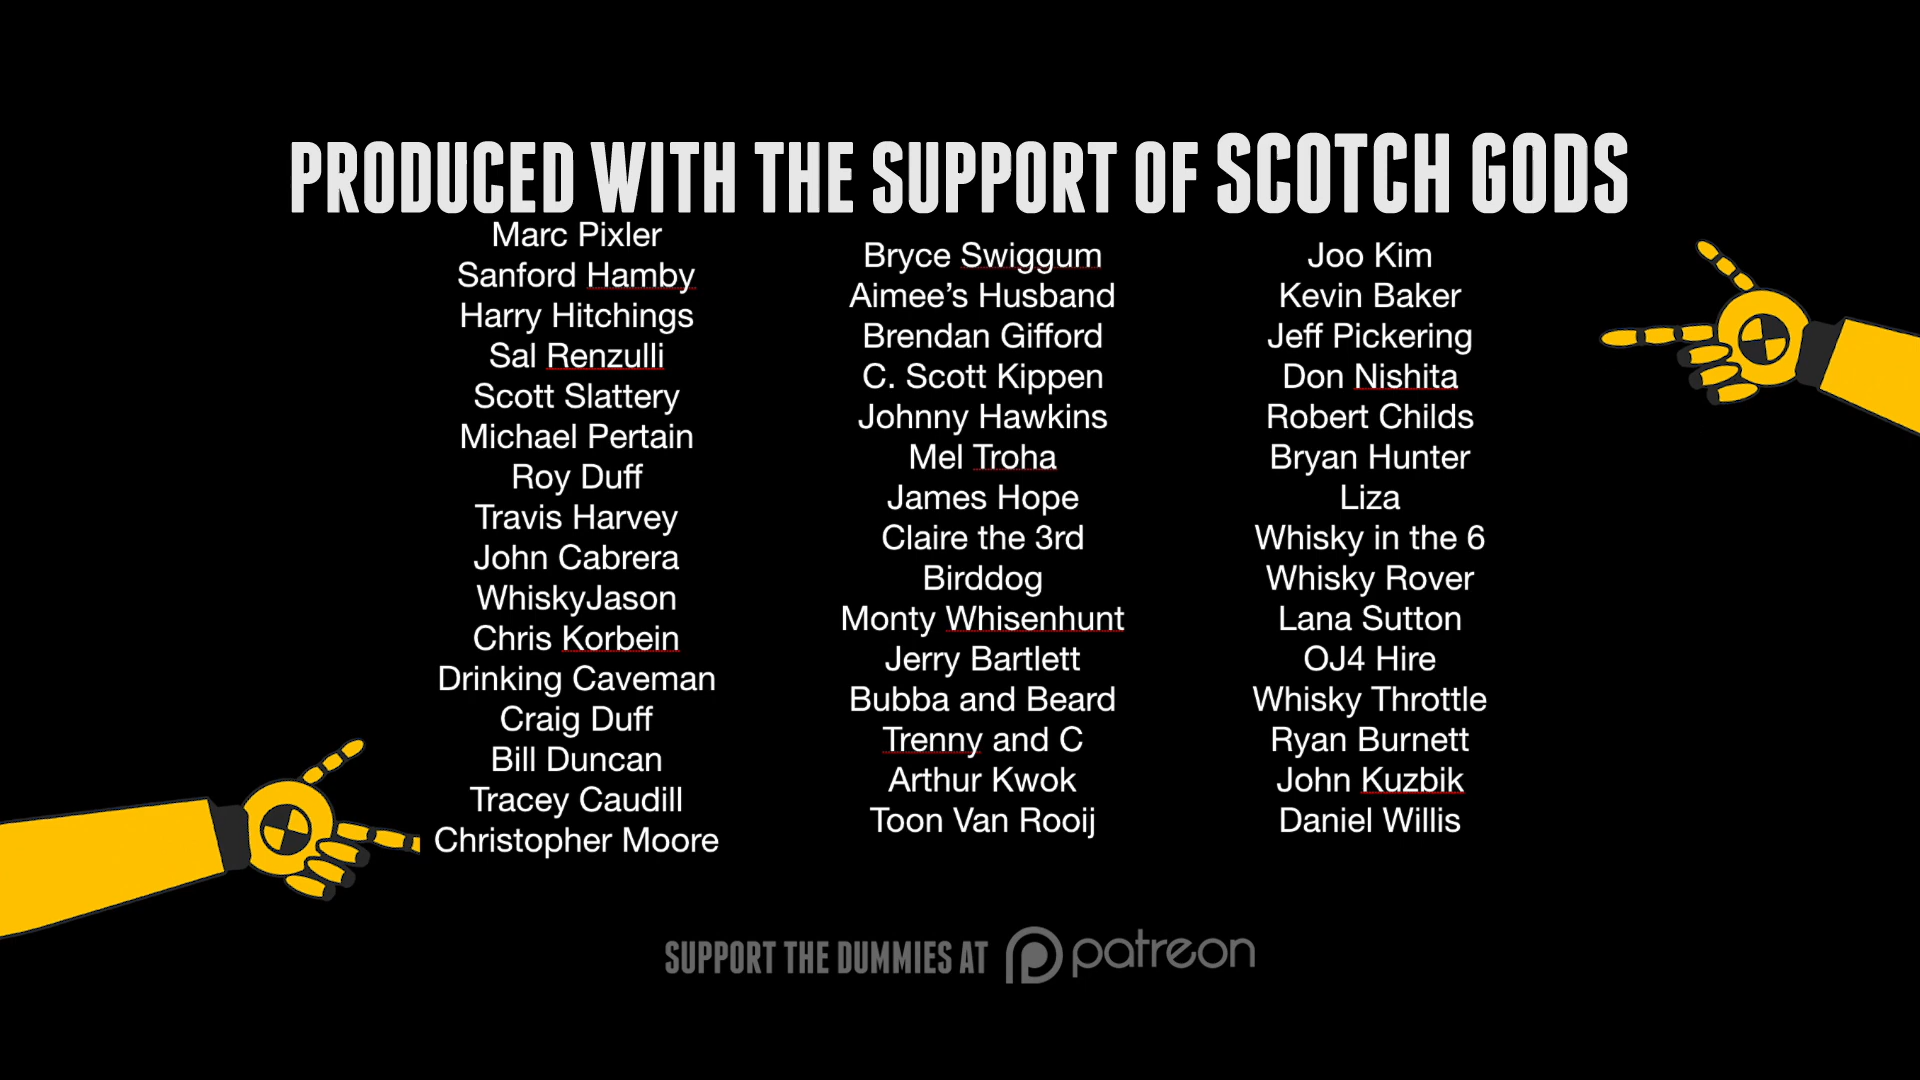 PRODUCED WITH THE SUPPORT OF SCOTCH GODS
Marc Pixler
Sanford Hamby
Harry Hitchings
Sal Renzulli
Scott Slattery
Michael Pertain
Roy Duff
Travis Harvey
John Cabrera
WhiskyJason
Chris Korbein
Drinking Caveman
Craig Duff
Bill Duncan
Tracey Caudill
Christopher Moore
Bryce Swiggum
Aimee’s Husband
Brendan Gifford
C. Scott Kippen
Johnny Hawkins
Mel Troha
James Hope
Claire the 3rd
Birddog
Monty Whisenhunt
Jerry Bartlett
Bubba and Beard
Trenny and C
Arthur Kwok
Toon Van Rooij
Joo Kim
Kevin Baker
Jeff Pickering
Don Nishita
Robert Childs
Bryan Hunter
Liza
Whisky in the 6
Whisky Rover
Lana Sutton
OJ4 Hire
Whisky Throttle
Ryan Burnett
John Kuzbik
Daniel Willis
SUPPORT THE DUMMIES AT patreon